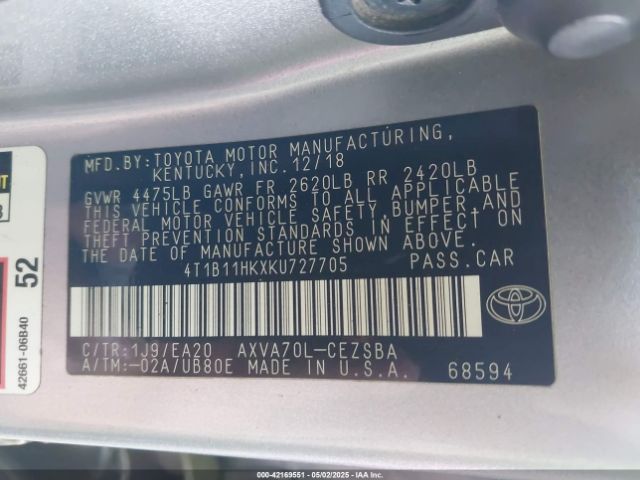 MFD.BY:TOYOTA MOTOR MANUFACTURING,
KENTUCKY, INC. 12/18
GVWR 4475LB GAWR FR 2620LB RR 2420LB
THIS VEHICLE CONFORMS TO ALL APPLICABLE
FEDERAL MOTOR VEHICLE SAFETY,BUMPER,AND
THEFT PREVENTION STANDARDS IN EFFECT ON
THE DATE OF MANUFACTURE SHOWN ABOVE.
4T1B11HKXKU727705 PASS.CAR
C/TR:1J9/EA20 AXVA70L-CEZSBA
A/TM:-02A/UB80E MADE IN U.S.A. 68594
TOYOTA
52
42661-06B40
000-42169551 - 05/02/2025 - IAAI